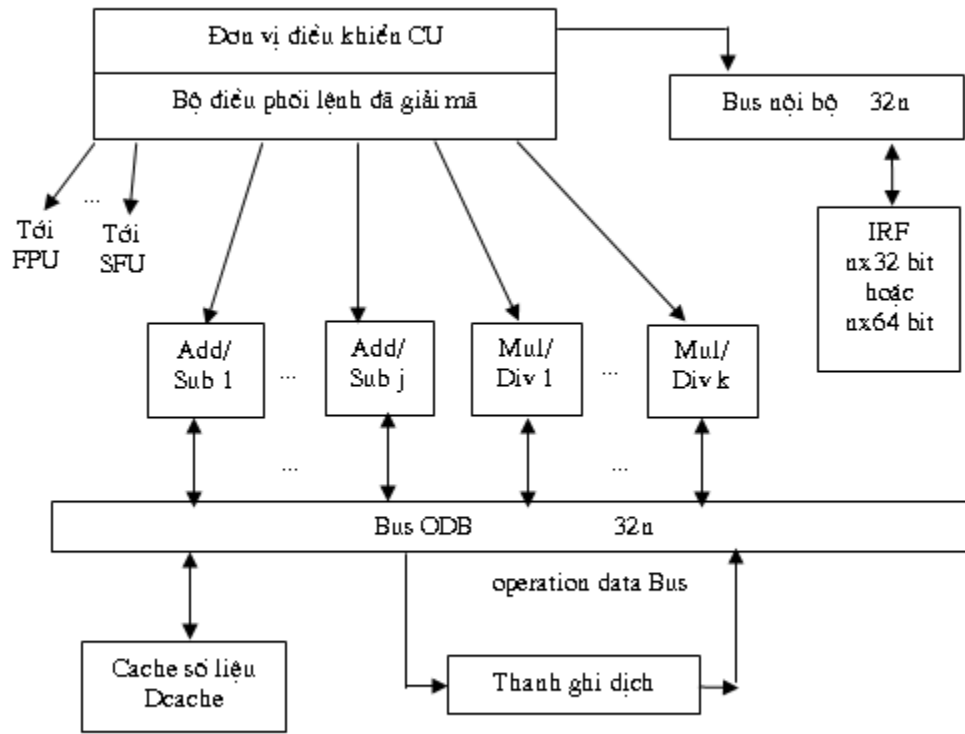 Đơn vị điều khiển CU
Bộ điều phối lệnh đã giải mã
Bus nội bộ 32n
...
Tới
FPU
Tới
SFU
IRF
nx32 bit
hoặc
nx64 bit
Add/
Sub 1
...
Add/
Sub j
Mul/
Div 1
...
Mul/
Div k
...
...
Bus ODB 32n
operation data Bus
Cache số liệu
Dcache
Thanh ghi dịch